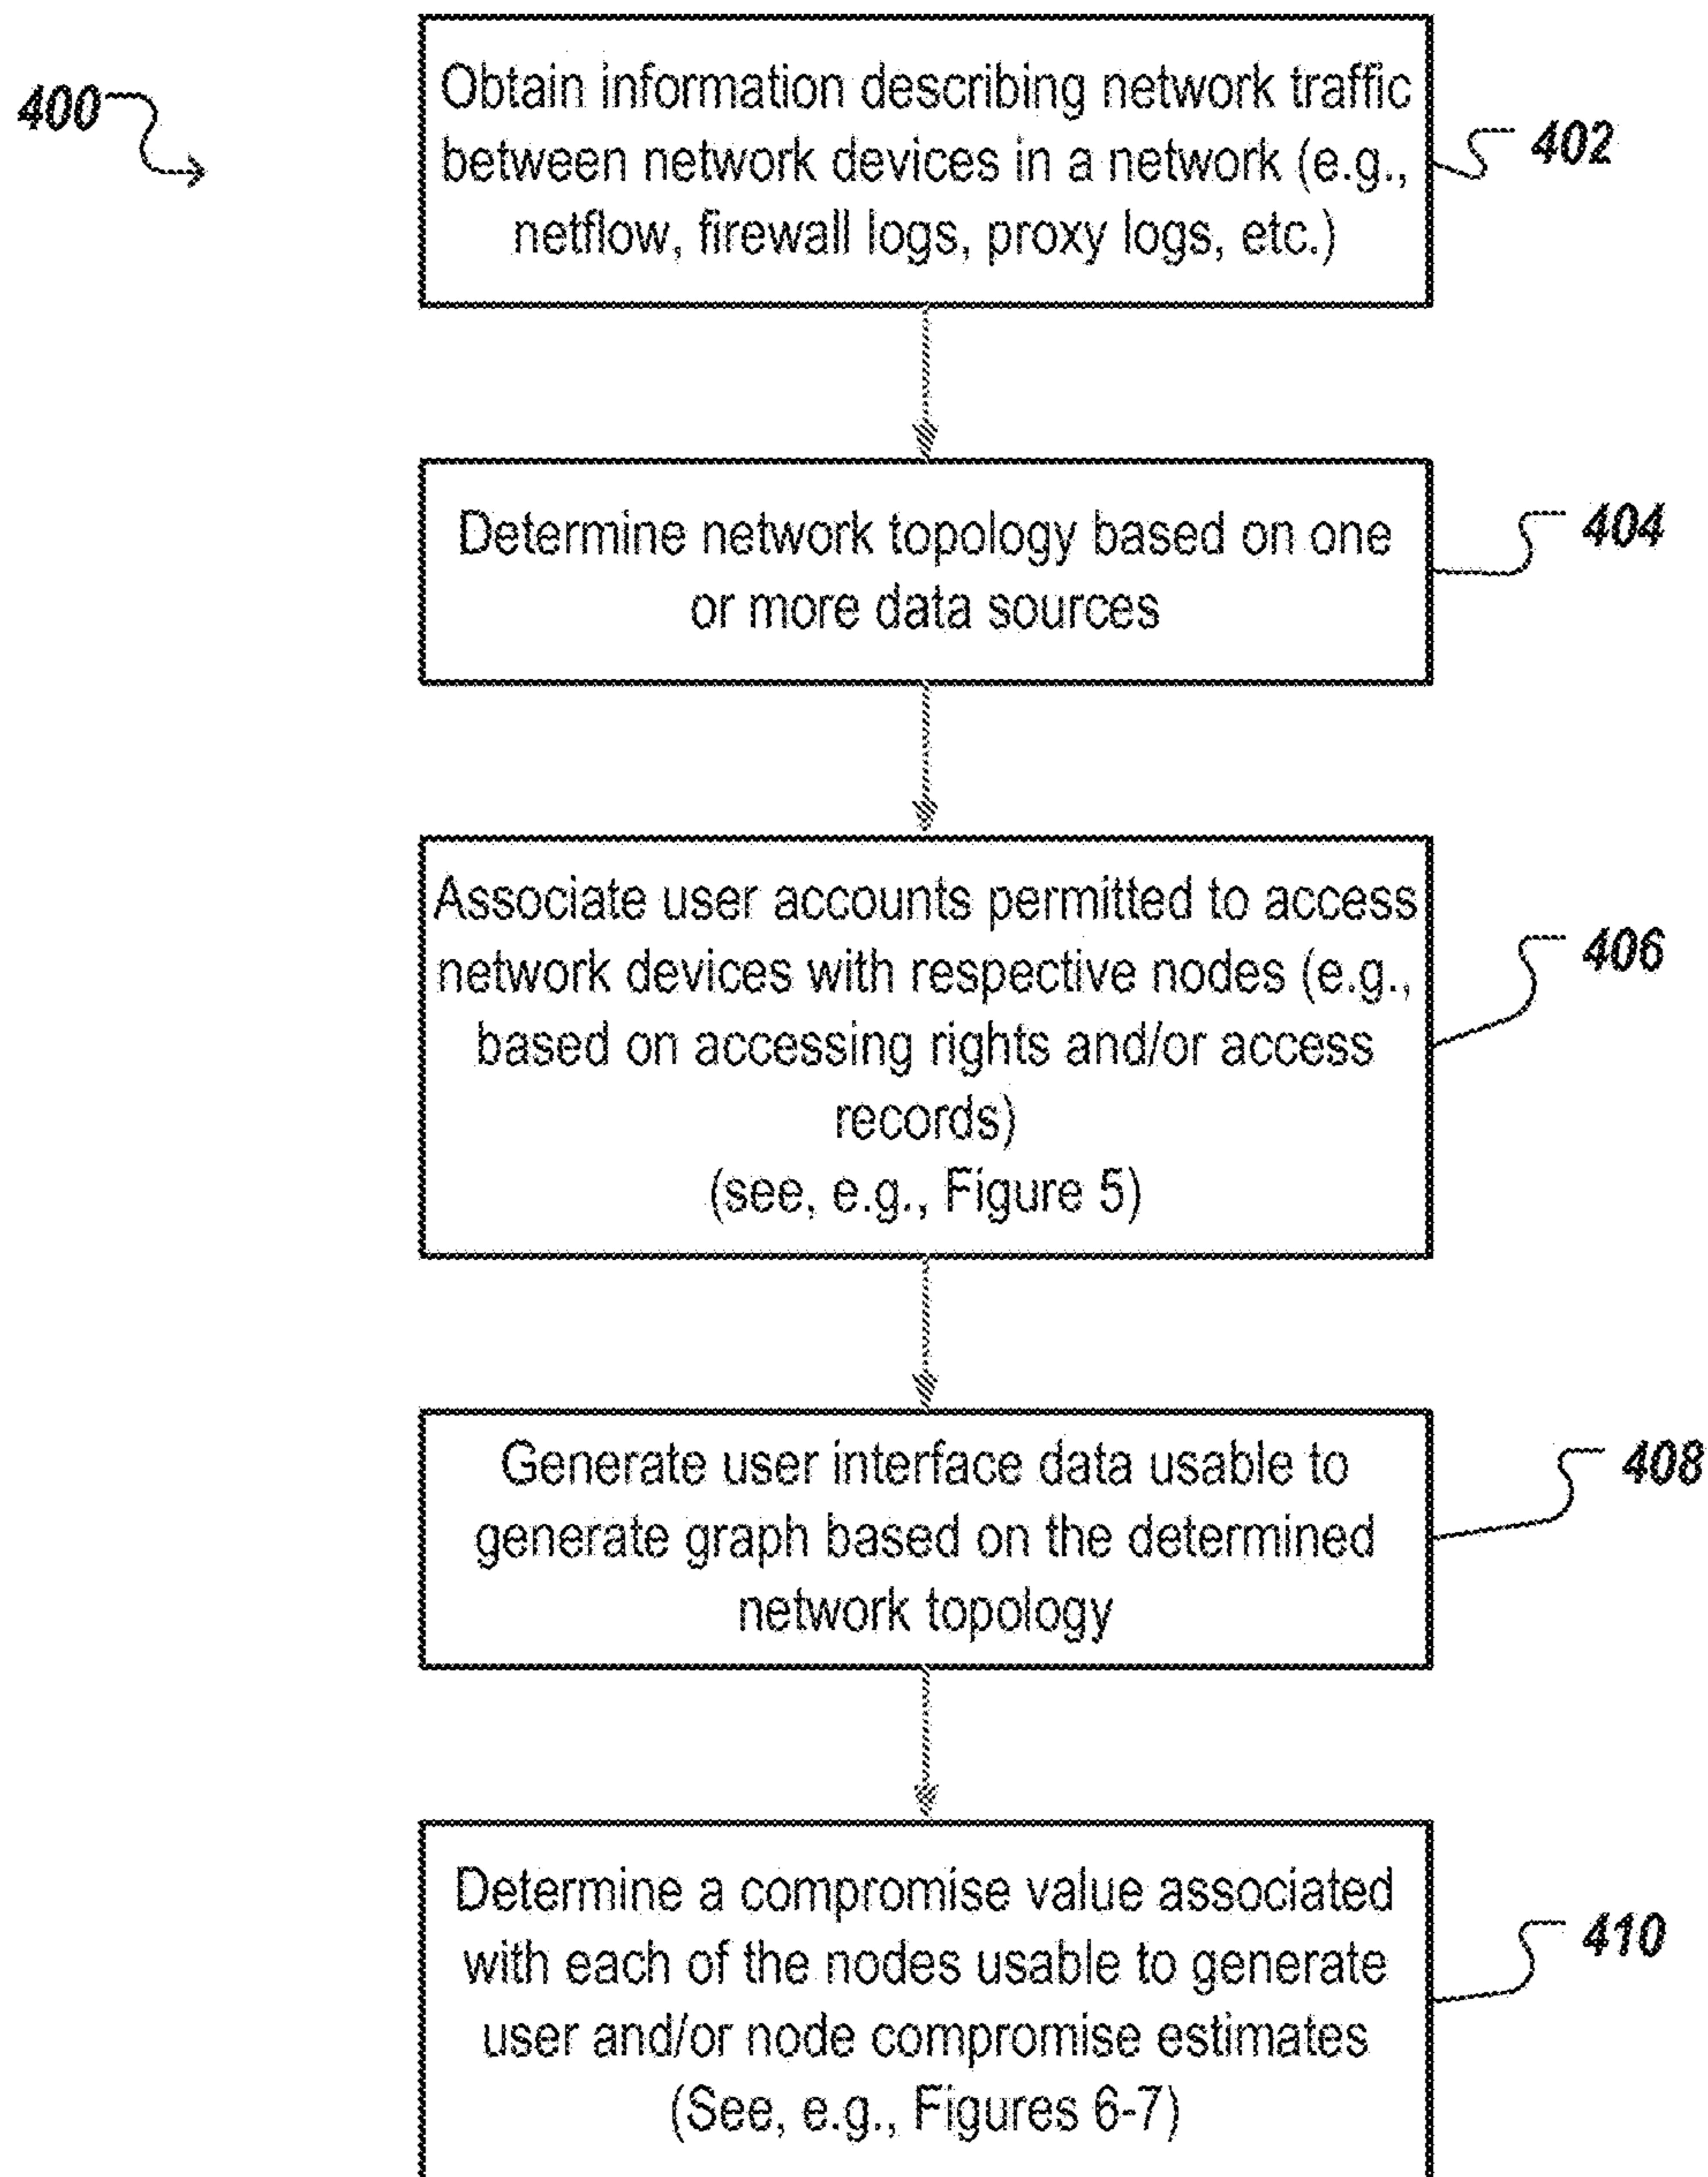 400
Obtain information describing network traffic
between network devices in a network (e.g.,
netflow, firewall logs, proxy logs, etc.)
402
Determine network topology based on one
or more data sources
404
Associate user accounts permitted to access
network devices with respective nodes (e.g.,
based on accessing rights and/or access
records)
(see, e.g., Figure 5)
406
Generate user interface data usable to
generate graph based on the determined
network topology
408
Determine a compromise value associated
with each of the nodes usable to generate
user and/or node compromise estimates
(See, e.g., Figures 6-7)
410